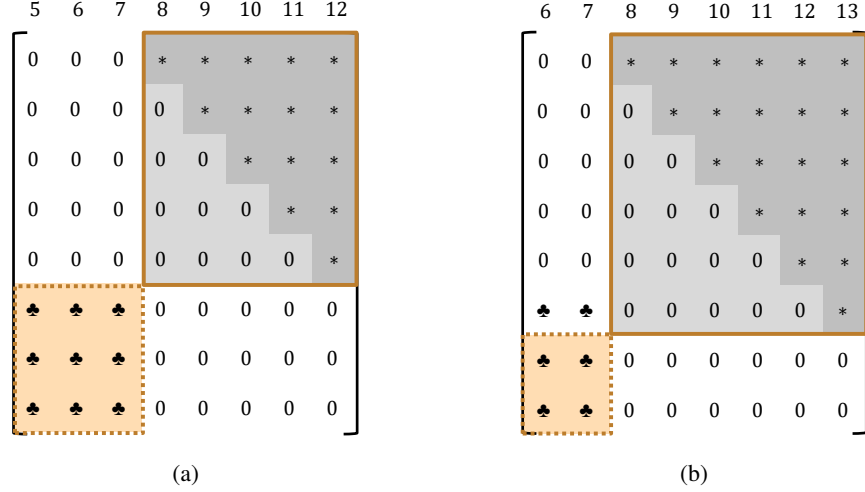 5 6 7 8 9 10 11 12
0 0 0 * * * * *
0 0 0 0 * * * *
0 0 0 0 0 * * *
0 0 0 0 0 0 * *
0 0 0 0 0 0 0 *
♣ ♣ ♣ 0 0 0 0 0
♣ ♣ ♣ 0 0 0 0 0
♣ ♣ ♣ 0 0 0 0 0
(a)
6 7 8 9 10 11 12 13
0 0 * * * * * *
0 0 0 * * * * *
0 0 0 0 * * * *
0 0 0 0 0 * * *
0 0 0 0 0 0 * *
♣ ♣ 0 0 0 0 0 *
♣ ♣ 0 0 0 0 0 0
♣ ♣ 0 0 0 0 0 0
(b)